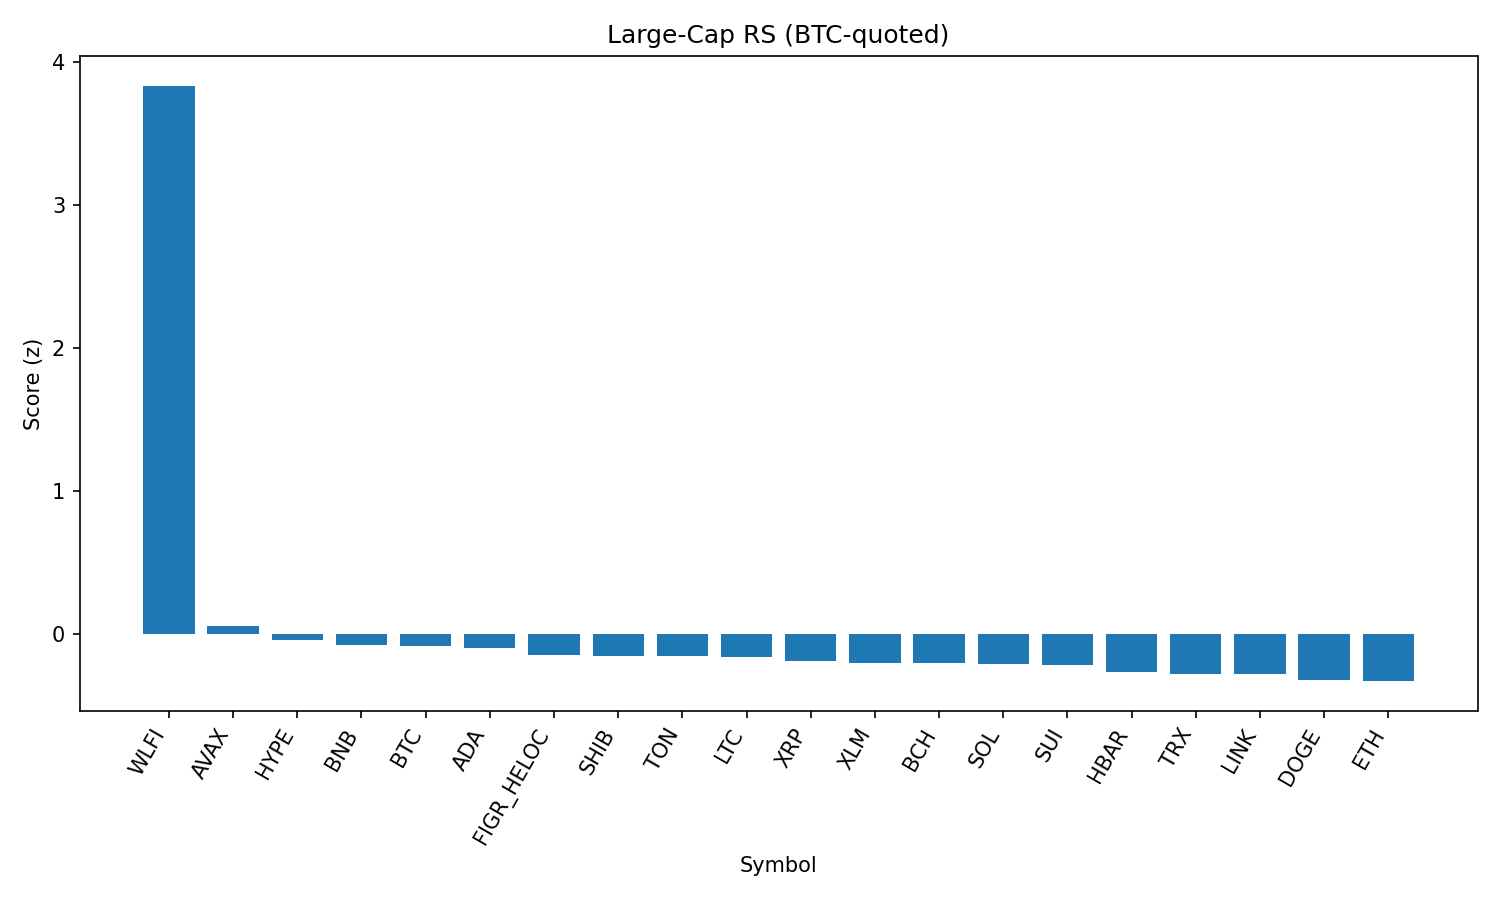 Large-Cap RS (BTC-quoted)
Score (z)
4
3
2
1
0
WLFI
AVAX
HYPE
BNB
BTC
ADA
FIGR_HELOC
SHIB
TON
LTC
XRP
XLM
BCH
SOL
SUI
HBAR
TRX
LINK
DOGE
ETH
Symbol